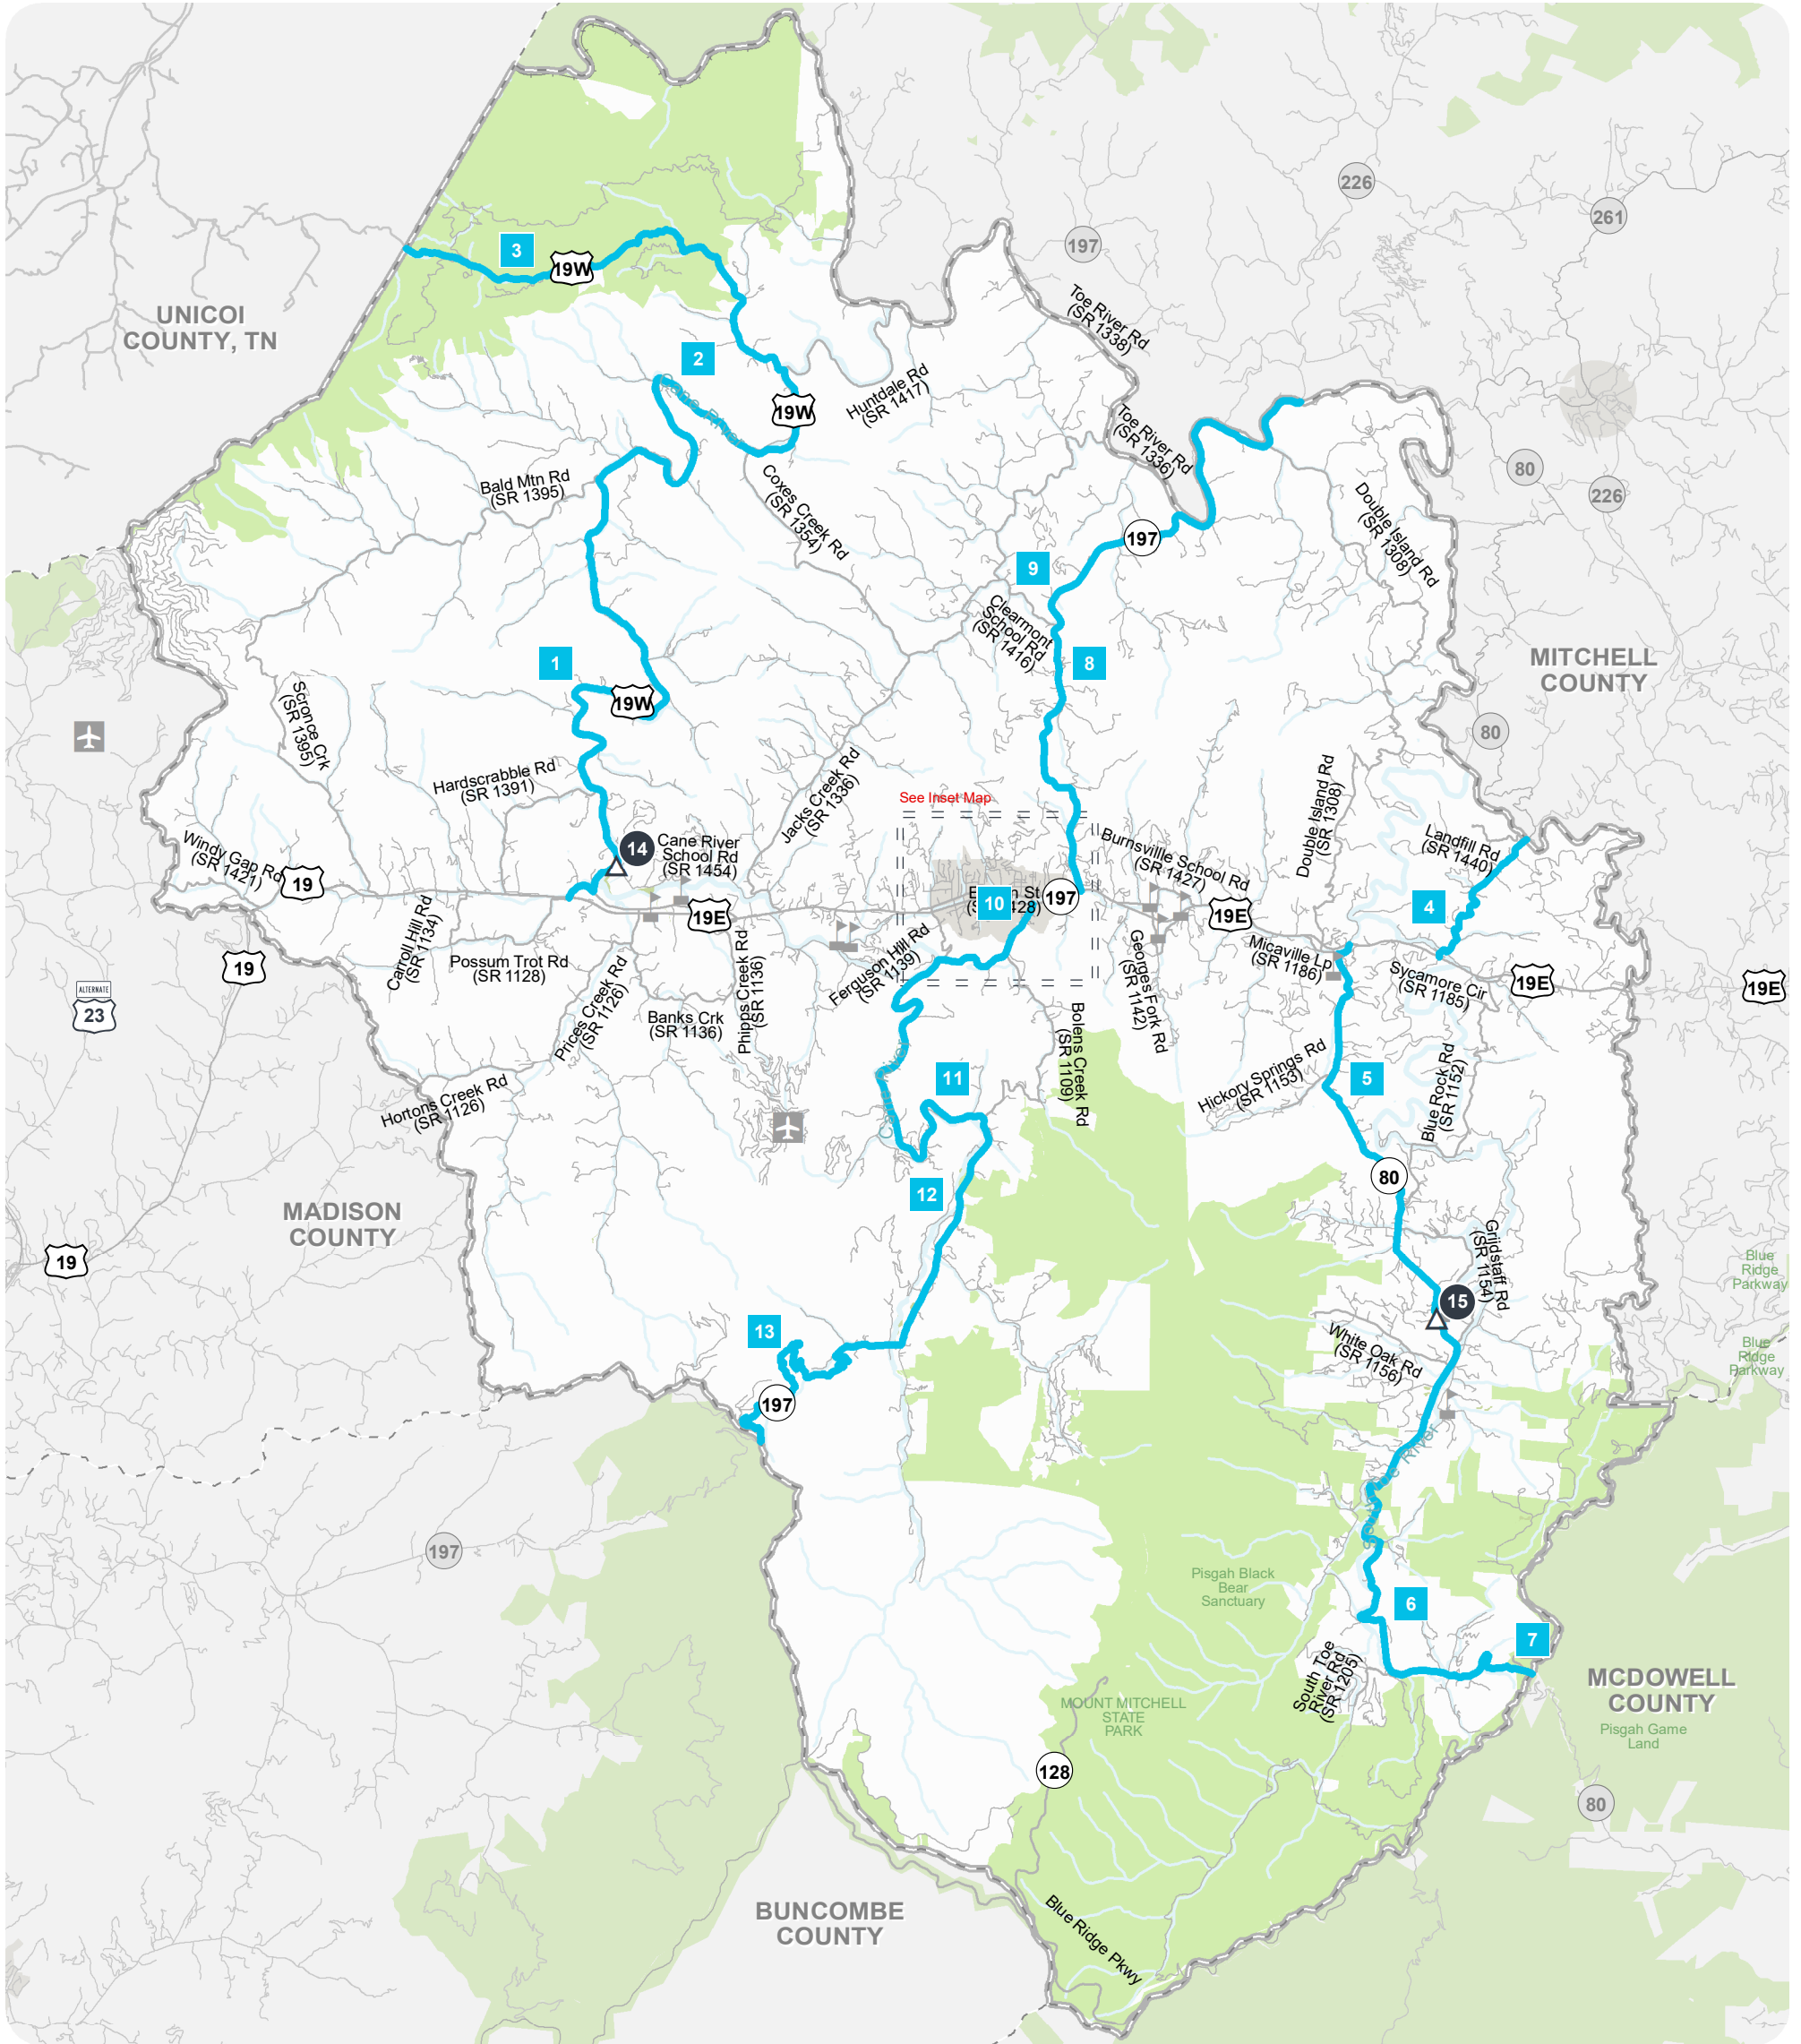 226
261
197
3
19W
UNICOI
COUNTY, TN
Toe River Rd
(SR 1338)
2
Cane River
19W
Huntdale Rd
(SR 1417)
Toe River Rd
(SR 1336)
80
226
Bald Mtn Rd
(SR 1395)
Coxes Creek Rd
(SR 1354)
Double Island Rd
(SR 1308)
197
9
Clearmont
School Rd
(SR 1416)
1
8
MITCHELL
COUNTY
19W
Scronce Crk
(SR 1395)
80
Hardscrabble Rd
(SR 1391)
Jacks Creek Rd
(SR 1336)
Double Island Rd
(SR 1308)
See Inset Map
Windy Gap Rd
(SR 1421)
19
14
Cane River
School Rd
(SR 1454)
Burnsville School Rd
(SR 1427)
Landfill Rd
(SR 1440)
10
197
19E
19E
4
Carroll Hill Rd
(SR 1134)
Possum Trot Rd
(SR 1128)
19
Ferguson Hill Rd
(SR 1139)
Georges Fork Rd
(SR 1142)
Micaville Lp
(SR 1186)
Sycamore Cir
(SR 1185)
19E
19E
ALTERNATE
23
Prices Creek Rd
(SR 1126)
Banks Crk
(SR 1136)
Phipps Creek Rd
(SR 1136)
Bolens Creek Rd
(SR 1109)
Hickory Springs Rd
(SR 1153)
5
Blue Rock Rd
(SR 1152)
Hortons Creek Rd
(SR 1126)
11
Cane River
80
12
MADISON
COUNTY
19
Grijdstaff Rd
(SR 1154)
Blue
Ridge
Parkway
15
13
White Oak Rd
(SR 1156)
Blue
Ridge
Parkway
197
River
197
Pisgah Black
Bear
Sanctuary
6
7
South Toe
River Rd
(SR 1205)
MCDOWELL
COUNTY
MOUNT MITCHELL
STATE
PARK
Pisgah Game
Land
128
80
BUNCOMBE
COUNTY
Blue Ridge Pkwy